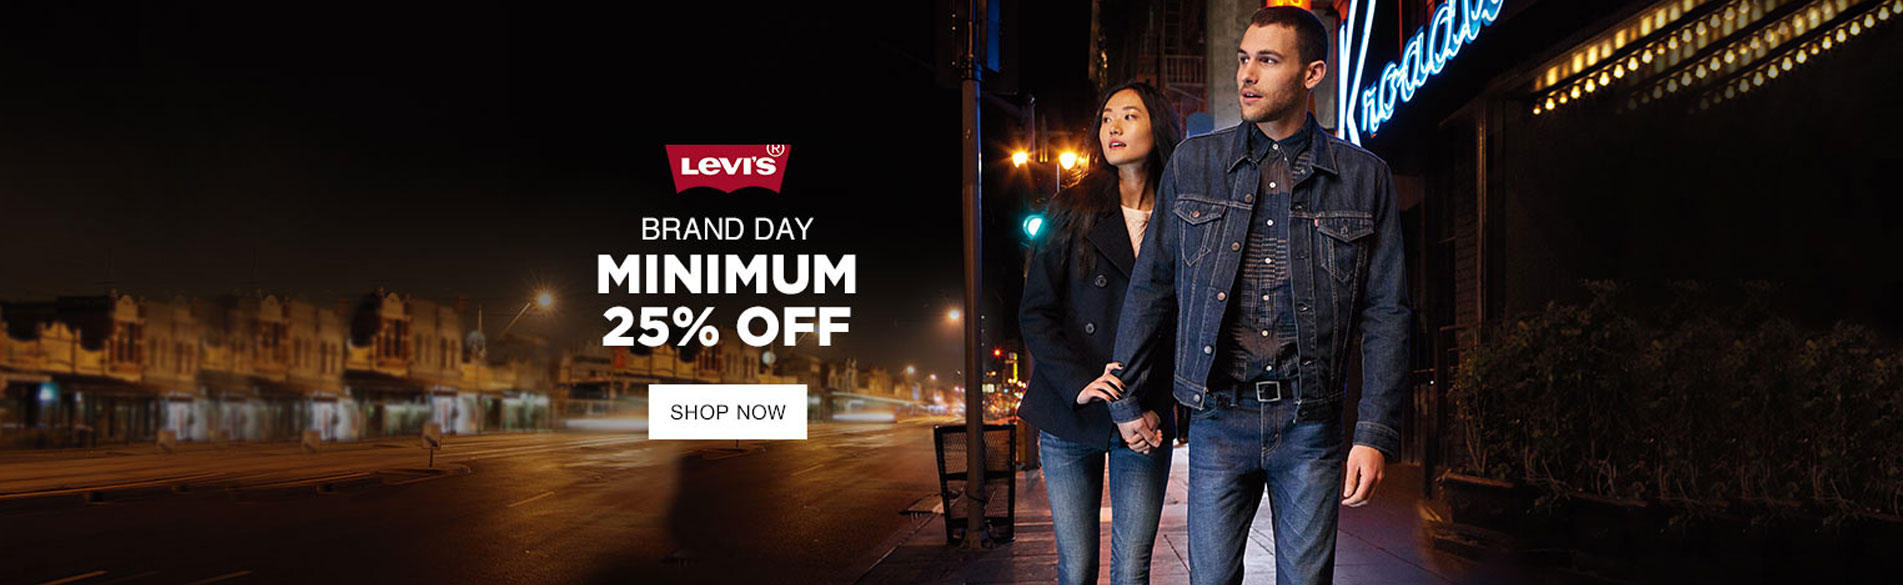 LEVI'S®
BRAND DAY
MINIMUM
25% OFF
SHOP NOW